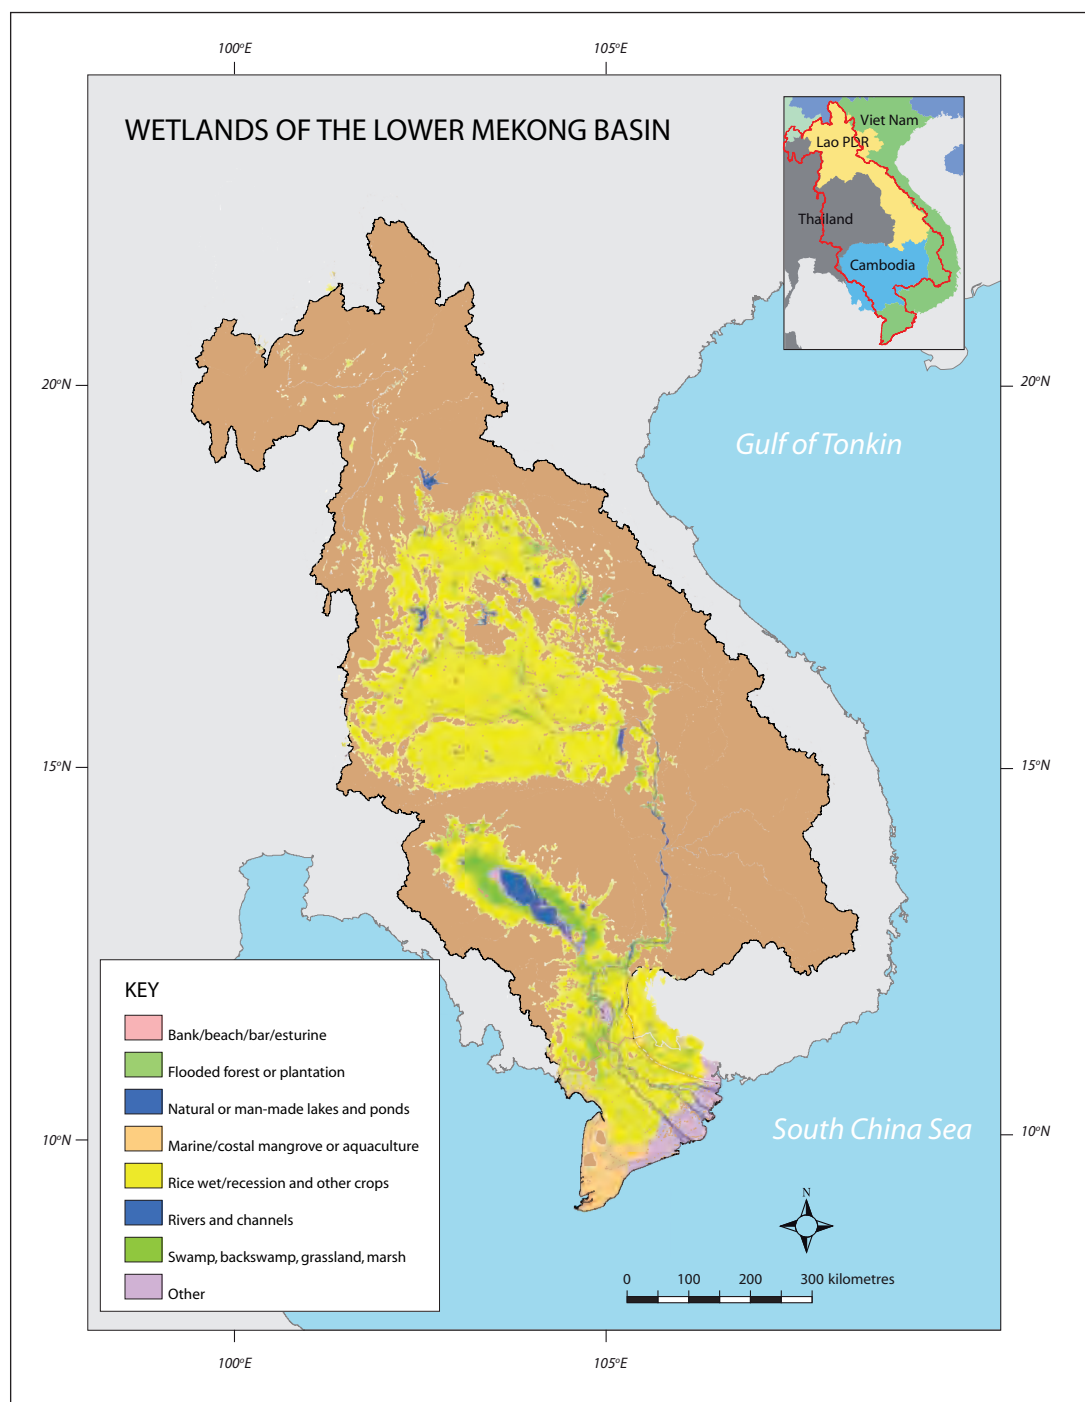 100°E 105°E
WETLANDS OF THE LOWER MEKONG BASIN
Viet Nam
Lao PDR
Thailand
Cambodia
20°N 20°N
Gulf of Tonkin
15°N 15°N
KEY
Bank/beach/bar/esturine
Flooded forest or plantation
Natural or man-made lakes and ponds
Marine/costal mangrove or aquaculture
Rice wet/recession and other crops
Rivers and channels
Swamp, backswamp, grassland, marsh
Other
10°N 10°N
South China Sea
N
0 100 200 300 kilometres
100°E 105°E